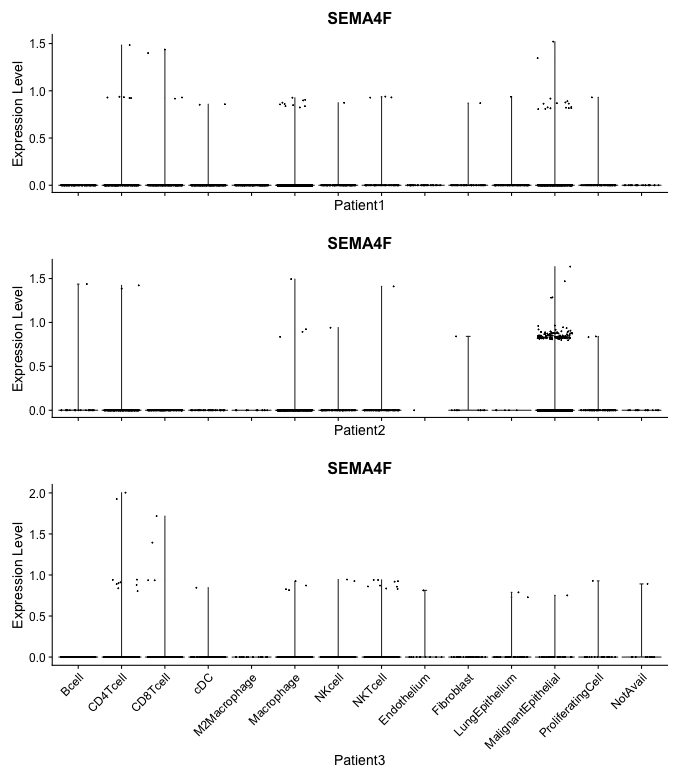 SEMA4F
Expression Level
1.5
1.0
0.5
0.0
Patient1
SEMA4F
Expression Level
1.5
1.0
0.5
0.0
Patient2
SEMA4F
Expression Level
2.0
1.5
1.0
0.5
0.0
Bcell
CD4Tcell
CD8Tcell
cDC
M2Macrophage
Macrophage
NKcell
NKTcell
Endothelium
Fibroblast
LungEpithelium
MalignantEpithelial
ProliferatingCell
NotAvail
Patient3